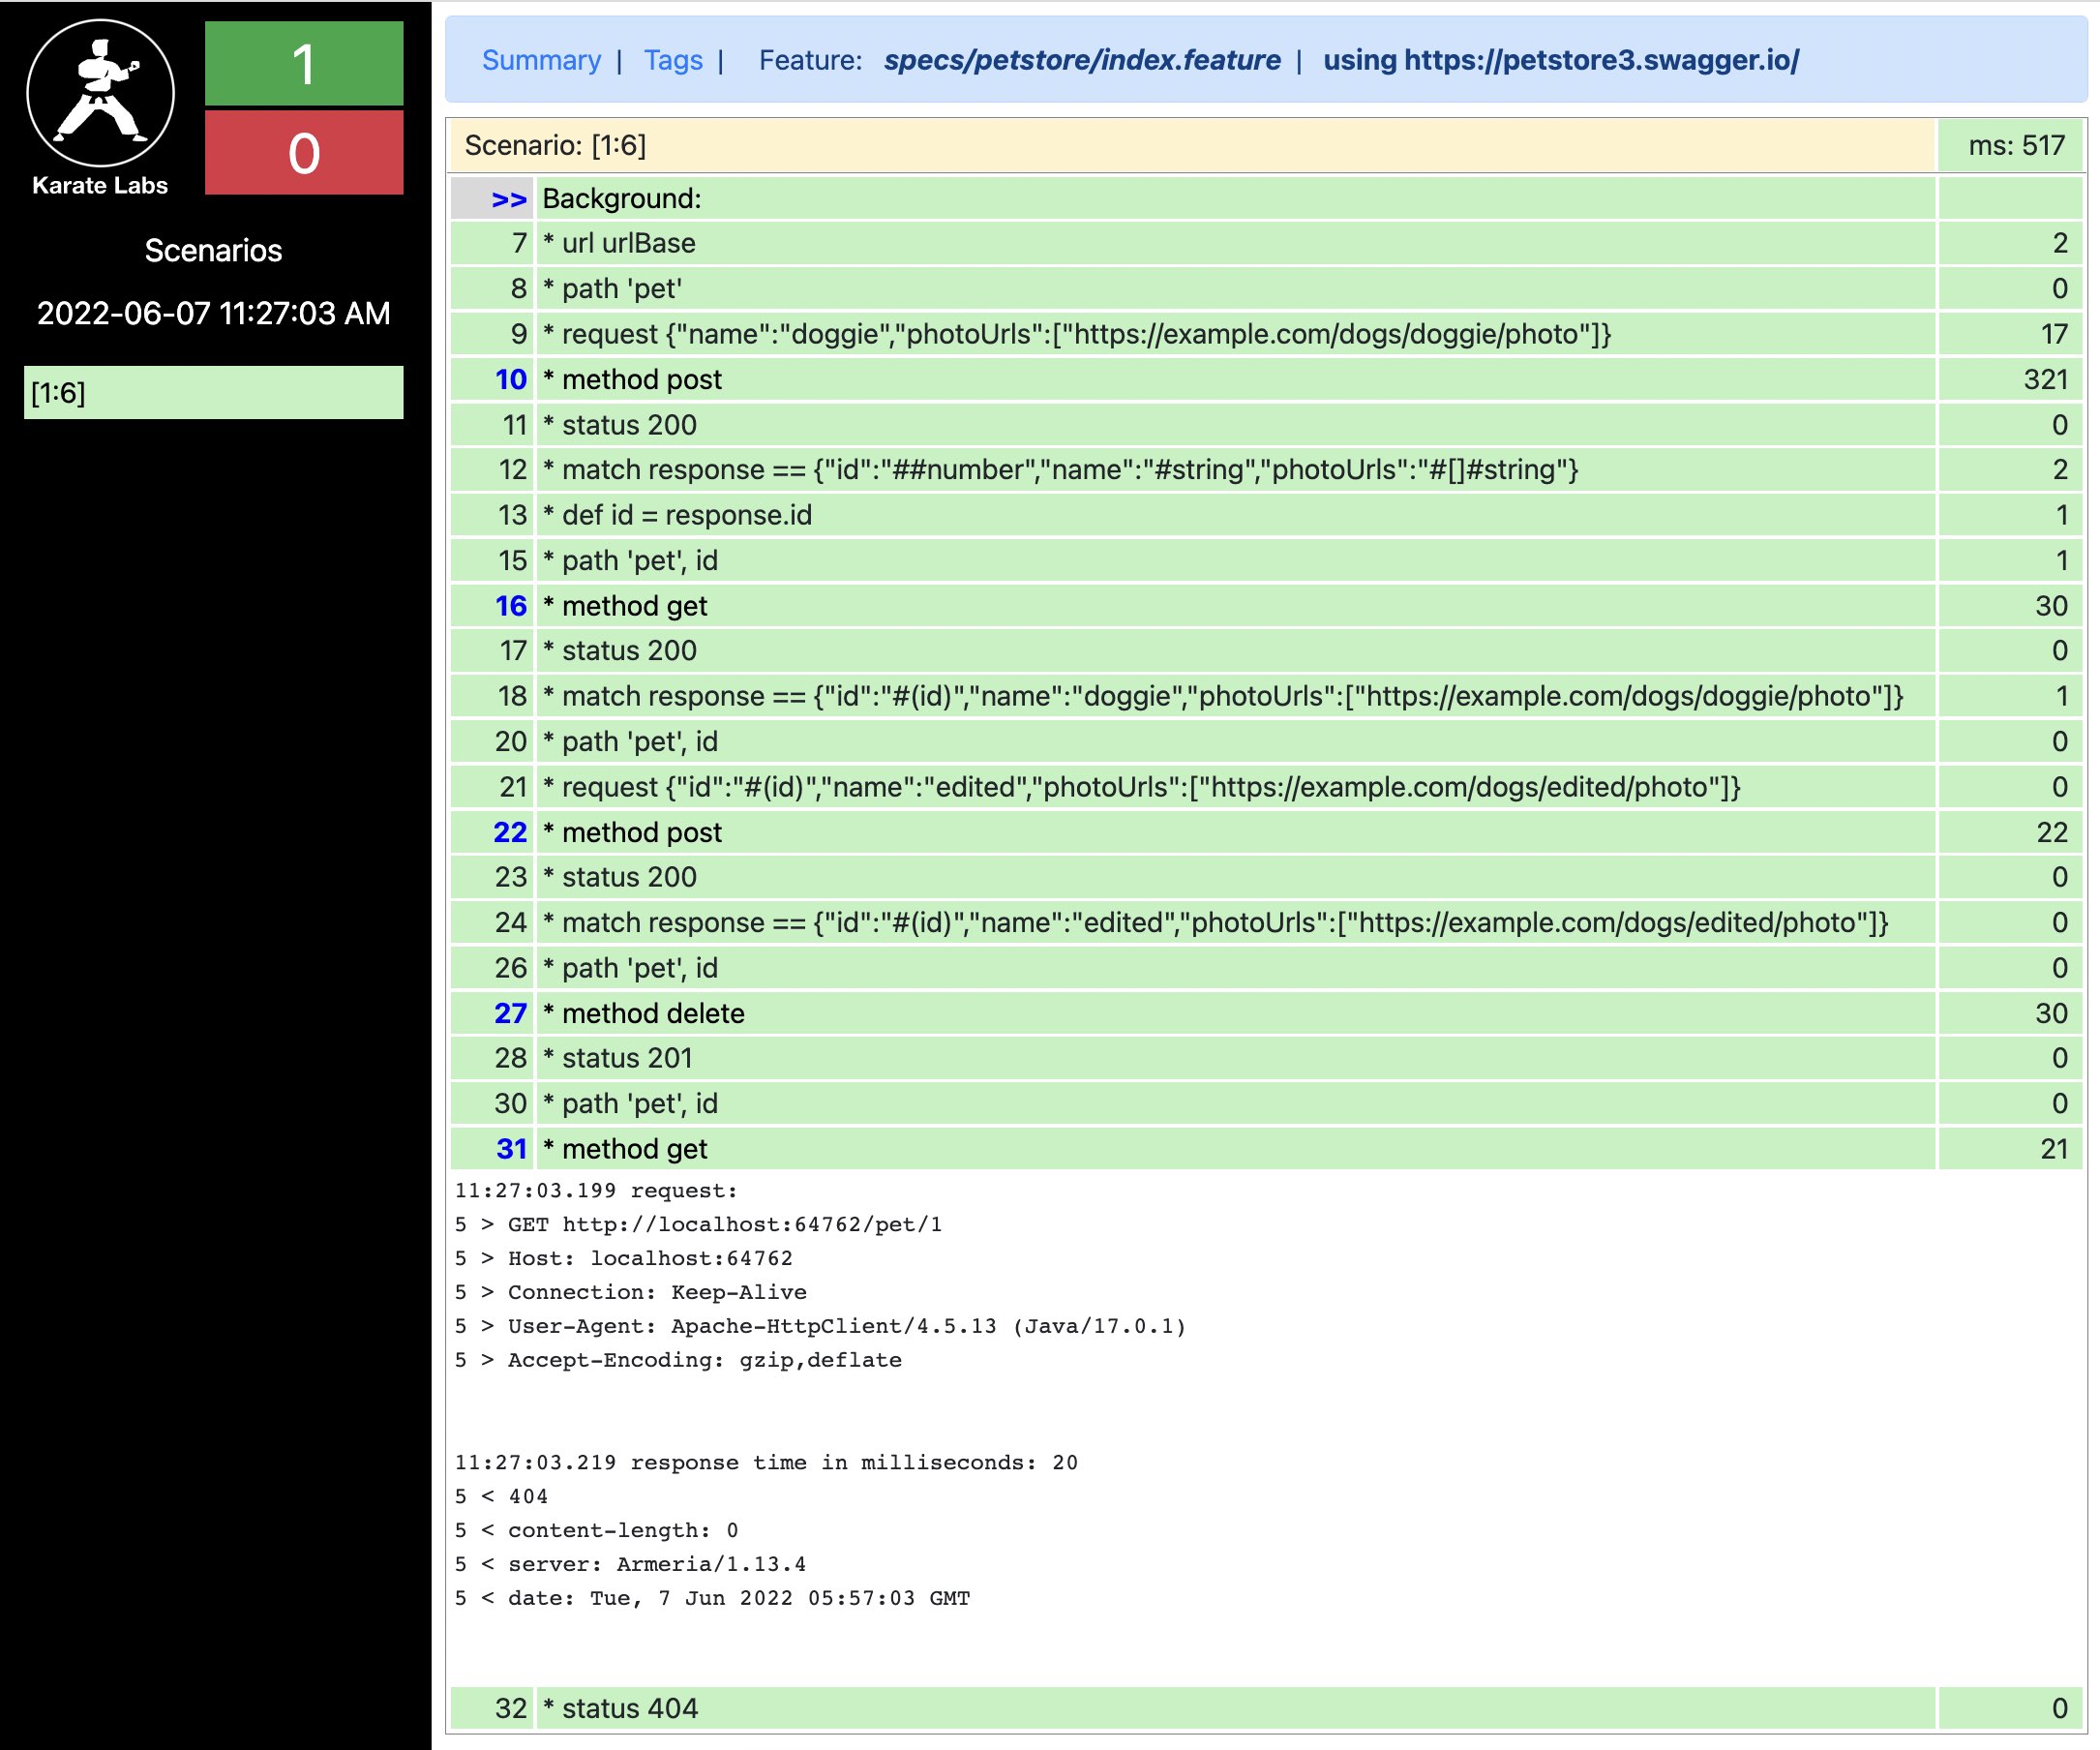 Karate Labs
1
0
Scenarios
2022-06-07 11:27:03 AM
[1:6]
Summary | Tags | Feature: specs/petstore/index.feature | using https://petstore3.swagger.io/
Scenario: [1:6] ms: 517
>> Background:
7 * url urlBase 2
8 * path 'pet' 0
9 * request {"name":"doggie","photoUrls":["https://example.com/dogs/doggie/photo"]} 17
10 * method post 321
11 * status 200 0
12 * match response == {"id":"##number","name":"#string","photoUrls":"#[]#string"} 2
13 * def id = response.id 1
15 * path 'pet', id 1
16 * method get 30
17 * status 200 0
18 * match response == {"id":"#(id)","name":"doggie","photoUrls":["https://example.com/dogs/doggie/photo"]} 1
20 * path 'pet', id 0
21 * request {"id":"#(id)","name":"edited","photoUrls":["https://example.com/dogs/edited/photo"]} 0
22 * method post 22
23 * status 200 0
24 * match response == {"id":"#(id)","name":"edited","photoUrls":["https://example.com/dogs/edited/photo"]} 0
26 * path 'pet', id 0
27 * method delete 30
28 * status 201 0
30 * path 'pet', id 0
31 * method get 21
11:27:03.199 request:
5 > GET http://localhost:64762/pet/1
5 > Host: localhost:64762
5 > Connection: Keep-Alive
5 > User-Agent: Apache-HttpClient/4.5.13 (Java/17.0.1)
5 > Accept-Encoding: gzip,deflate
11:27:03.219 response time in milliseconds: 20
5 < 404
5 < content-length: 0
5 < server: Armeria/1.13.4
5 < date: Tue, 7 Jun 2022 05:57:03 GMT
32 * status 404 0